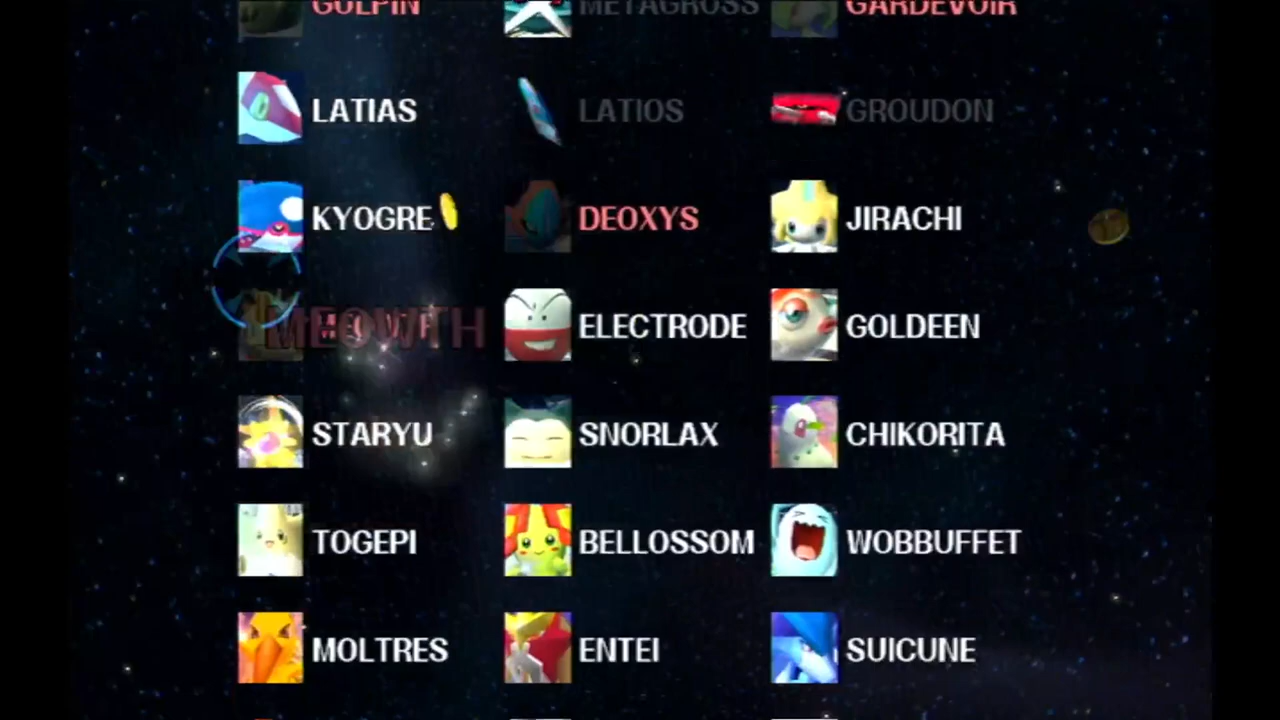 GULPIN METAGROSS GARDEVOIR
LATIAS LATIOS GROUDON
KYOGRE DEOXYS JIRACHI
MEOWTH ELECTRODE GOLDEEN
STARYU SNORLAX CHIKORITA
TOGEPI BELLOSSOM WOBBUFFET
MOLTRES ENTEI SUICUNE